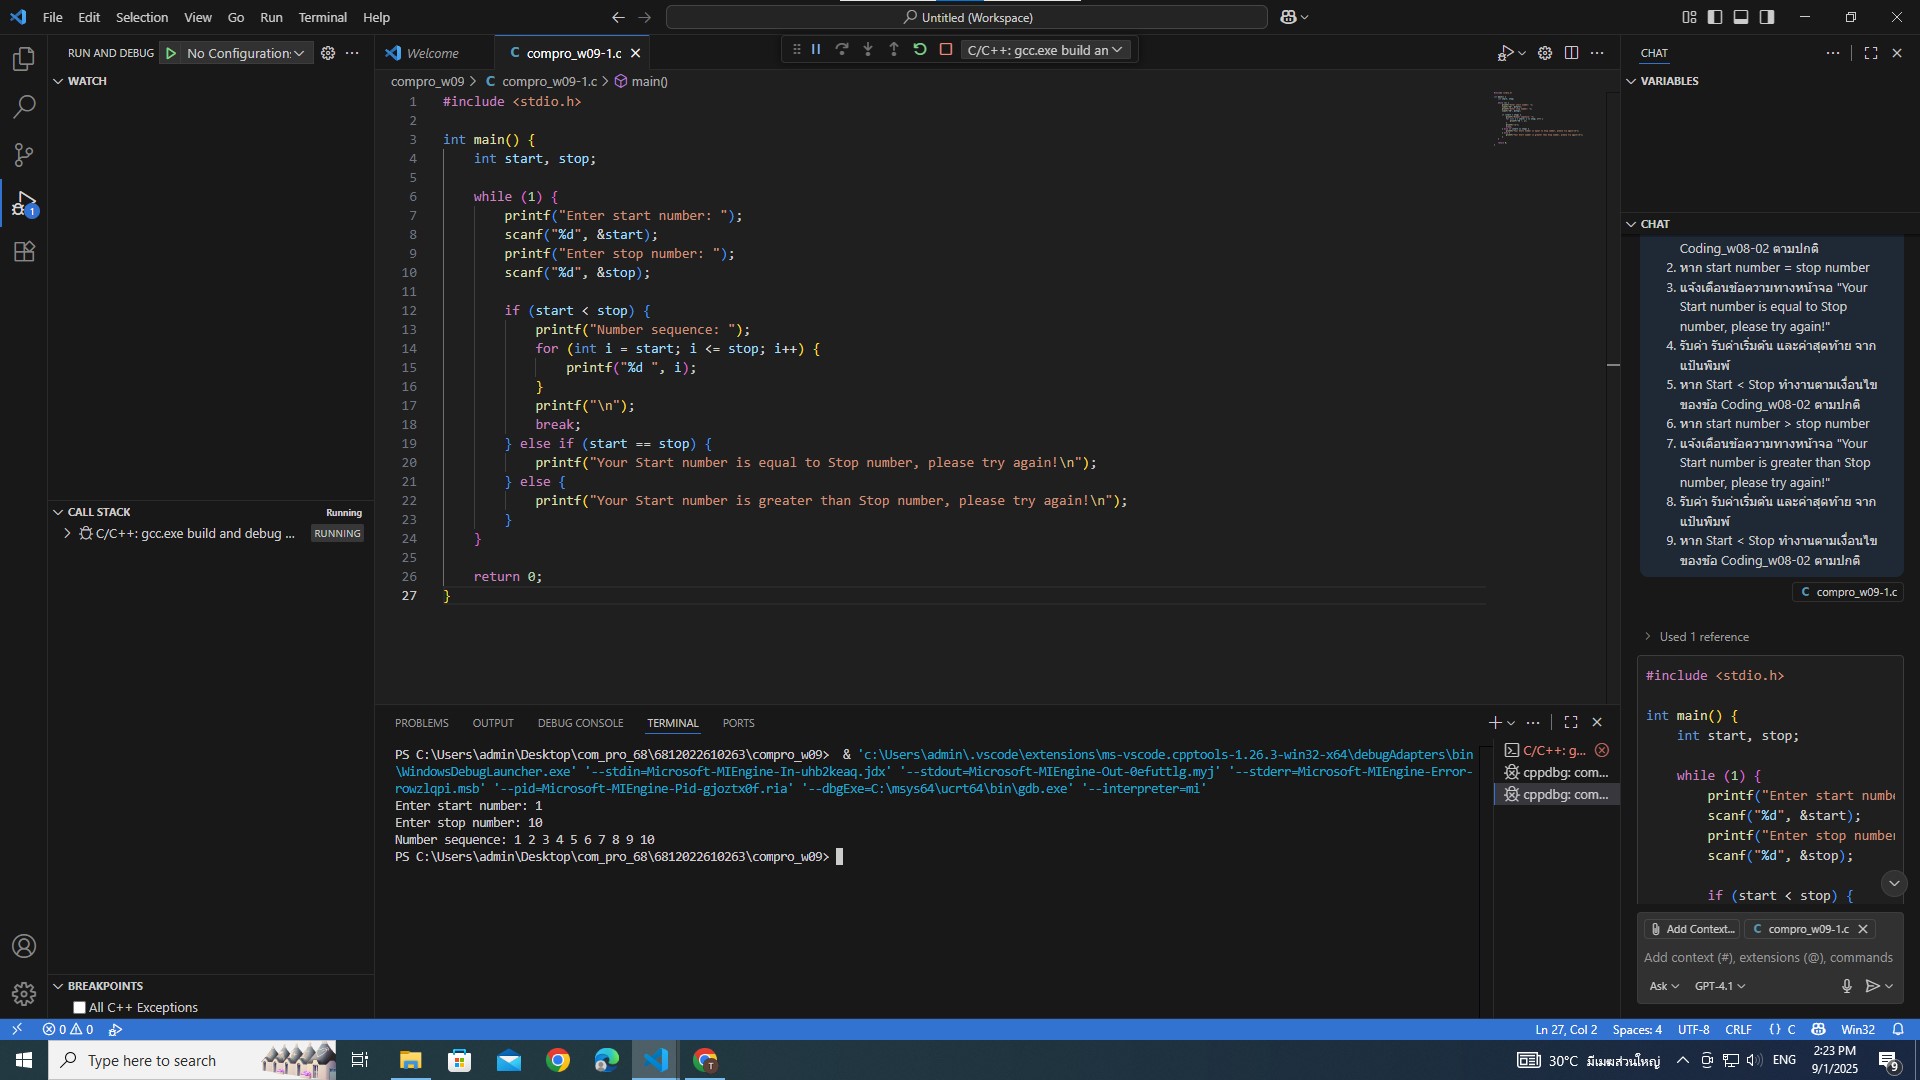 File Edit Selection View Go Run Terminal Help
Untitled (Workspace)
RUN AND DEBUG No Configuration:
WATCH
CALL STACK Running
C/C++: gcc.exe build and debug ... RUNNING
BREAKPOINTS
All C++ Exceptions
Welcome
C compro_w09-1.c
C/C++: gcc.exe build an
compro_w09 > C compro_w09-1.c > main()
1 #include <stdio.h>
2
3 int main() {
4 int start, stop;
5
6 while (1) {
7 printf("Enter start number: ");
8 scanf("%d", &start);
9 printf("Enter stop number: ");
10 scanf("%d", &stop);
11
12 if (start < stop) {
13 printf("Number sequence: ");
14 for (int i = start; i <= stop; i++) {
15 printf("%d ", i);
16 }
17 printf("\n");
18 break;
19 } else if (start == stop) {
20 printf("Your Start number is equal to Stop number, please try again!\n");
21 } else {
22 printf("Your Start number is greater than Stop number, please try again!\n");
23 }
24 }
25
26 return 0;
27 }
PROBLEMS OUTPUT DEBUG CONSOLE TERMINAL PORTS
PS C:\Users\admin\Desktop\com_pro_68\6812022610263\compro_w09> & 'c:\Users\admin\.vscode\extensions\ms-vscode.cpptools-1.26.3-win32-x64\debugAdapters\bin
\WindowsDebugLauncher.exe' '--stdin=Microsoft-MIEngine-In-uhb2keaq.jdx' '--stdout=Microsoft-MIEngine-Out-0efuttlg.myj' '--stderr=Microsoft-MIEngine-Error-
rowzlqpi.msb' '--pid=Microsoft-MIEngine-Pid-gjoztx0f.ria' '--dbgExe=C:\msys64\ucrt64\bin\gdb.exe' '--interpreter=mi'
Enter start number: 1
Enter stop number: 10
Number sequence: 1 2 3 4 5 6 7 8 9 10
PS C:\Users\admin\Desktop\com_pro_68\6812022610263\compro_w09>
C/C++: g...
cppdbg: com...
cppdbg: com...
CHAT
VARIABLES
CHAT
Coding_w08-02 ตามปกติ
2. หาก start number = stop number
3. แจ้งเตือนข้อความทางหน้าจอ "Your
Start number is equal to Stop
number, please try again!"
4. รับค่า รับค่าเริ่มต้น และค่าสุดท้าย จาก
แป้นพิมพ์
5. หาก Start < Stop ทำงานตามเงื่อนไข
ของข้อ Coding_w08-02 ตามปกติ
6. หาก start number > stop number
7. แจ้งเตือนข้อความทางหน้าจอ "Your
Start number is greater than Stop
number, please try again!"
8. รับค่า รับค่าเริ่มต้น และค่าสุดท้าย จาก
แป้นพิมพ์
9. หาก Start < Stop ทำงานตามเงื่อนไข
ของข้อ Coding_w08-02 ตามปกติ
C compro_w09-1.c
Used 1 reference
#include <stdio.h>
int main() {
int start, stop;
while (1) {
printf("Enter start numbe
scanf("%d", &start);
printf("Enter stop number
scanf("%d", &stop);
if (start < stop) {
Add Context... C compro_w09-1.c
Add context (#), extensions (@), commands
Ask GPT-4.1
0 0
Ln 27, Col 2 Spaces: 4 UTF-8 CRLF {} C Win32
Type here to search
30°C มีเมฆส่วนใหญ่ ENG 2:23 PM
9/1/2025 9